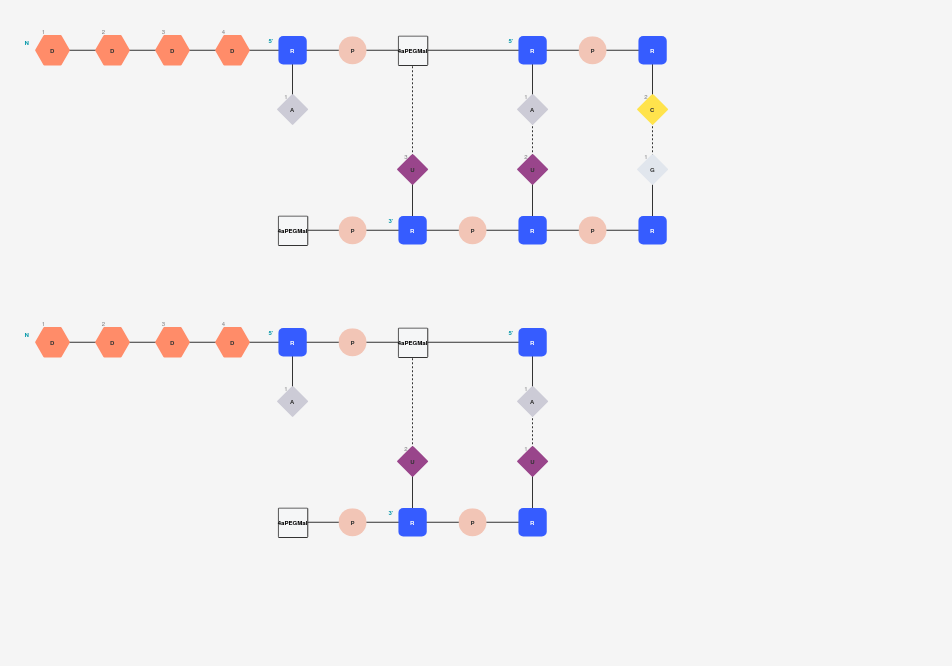 1 2 3 4 5' 5'
N D D D D R P 4aPEGMal R P R
1 1 2
A A C
3 2 1
U U G
3'
4aPEGMal P R P R P R
1 2 3 4 5' 5'
N D D D D R P 4aPEGMal R
1 1
A A
2 1
U U
3'
4aPEGMal P R P R